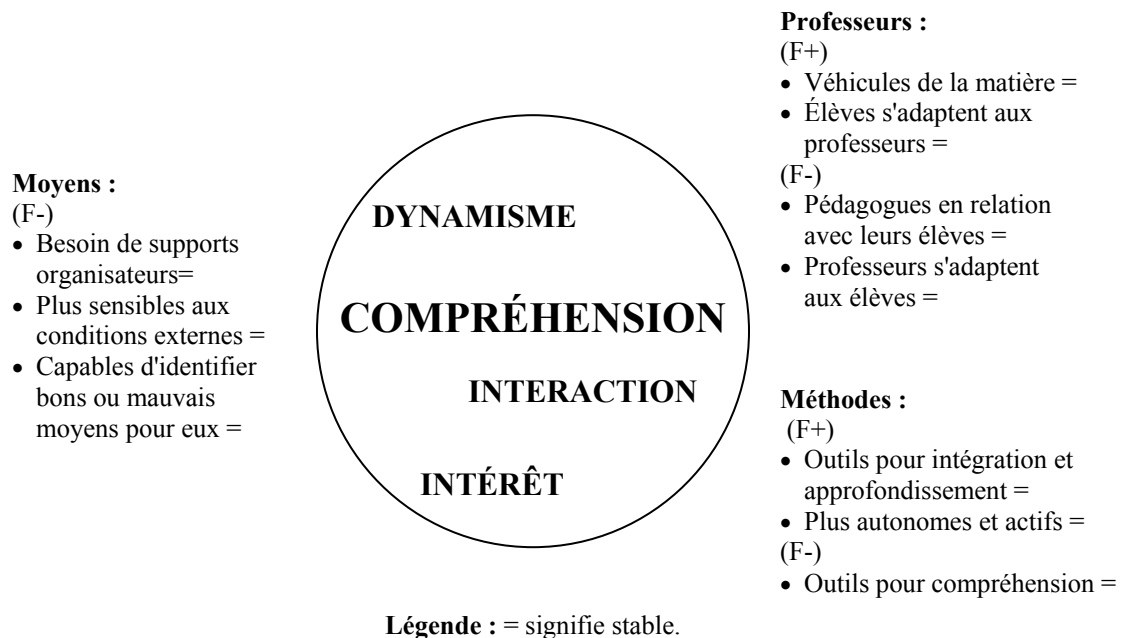 Moyens :
(F-)
• Besoin de supports
organisateurs=
• Plus sensibles aux
conditions externes =
• Capables d'identifier
bons ou mauvais
moyens pour eux =
DYNAMISME
COMPRÉHENSION
INTERACTION
INTÉRÊT
Professeurs :
(F+)
• Véhicules de la matière =
• Élèves s'adaptent aux
professeurs =
(F-)
• Pédagogues en relation
avec leurs élèves =
• Professeurs s'adaptent
aux élèves =
Méthodes :
(F+)
• Outils pour intégration et
approfondissement =
• Plus autonomes et actifs =
(F-)
• Outils pour compréhension =
Légende : = signifie stable.